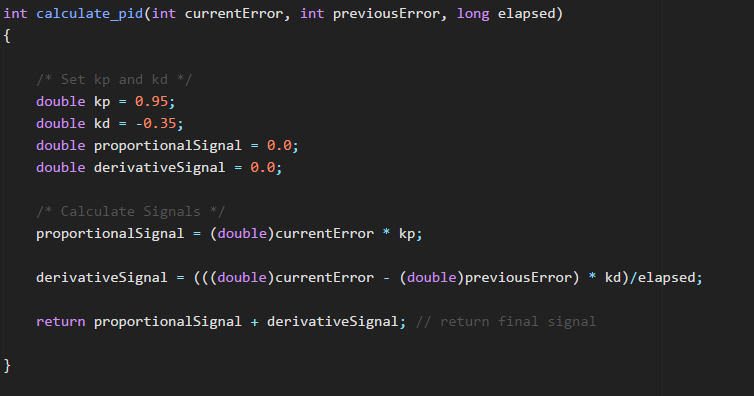 int calculate_pid(int currentError, int previousError, long elapsed)
{
/* Set kp and kd */
double kp = 0.95;
double kd = -0.35;
double proportionalSignal = 0.0;
double derivativeSignal = 0.0;
/* Calculate Signals */
proportionalSignal = (double)currentError * kp;
derivativeSignal = (((double)currentError - (double)previousError) * kd)/elapsed;
return proportionalSignal + derivativeSignal; // return final signal
}